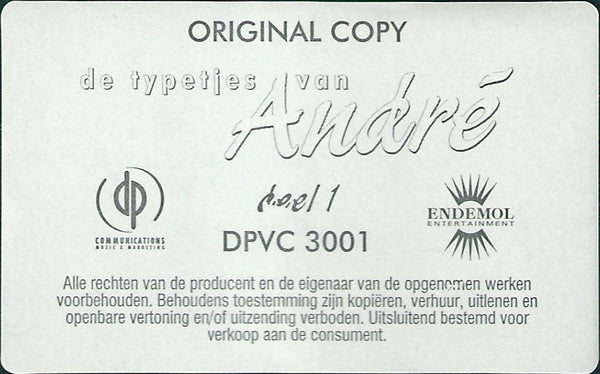 ORIGINAL COPY
de typetjes van
André
deel 1
dp
COMMUNICATIONS
MUSIC & MARKETING
ENDEMOL
ENTERTAINMENT
DPVC 3001
Alle rechten van de producent en de eigenaar van de opgenomen werken
voorbehouden. Behoudens toestemming zijn kopiëren, verhuur, uitlenen en
openbare vertoning en/of uitzending verboden. Uitsluitend bestemd voor
verkoop aan de consument.